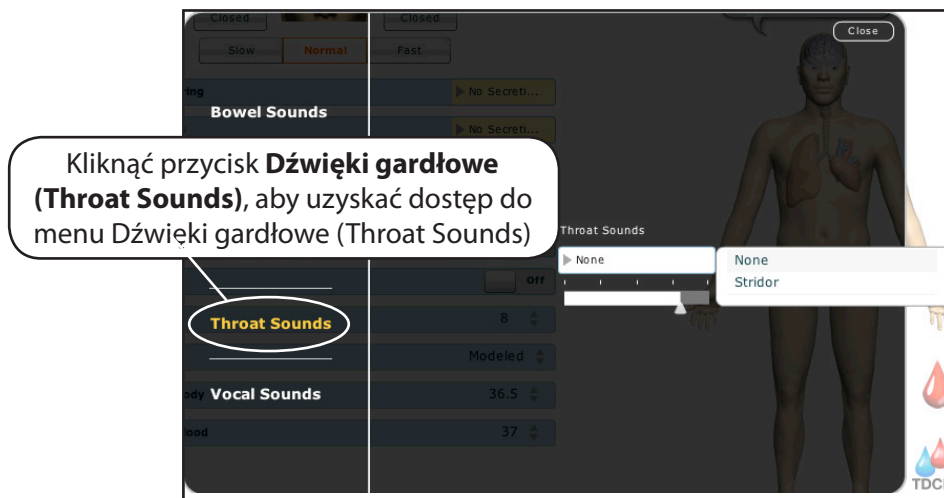 Closed
Closed
Close
Slow Normal Fast
No Secreti...
Bowel Sounds
No Secreti...
Kliknąć przycisk Dźwięki gardłowe
(Throat Sounds), aby uzyskać dostęp do
menu Dźwięki gardłowe (Throat Sounds)
Throat Sounds
None
None
Stridor
Off
Throat Sounds
8
Modeled
Vocal Sounds
36.5
37